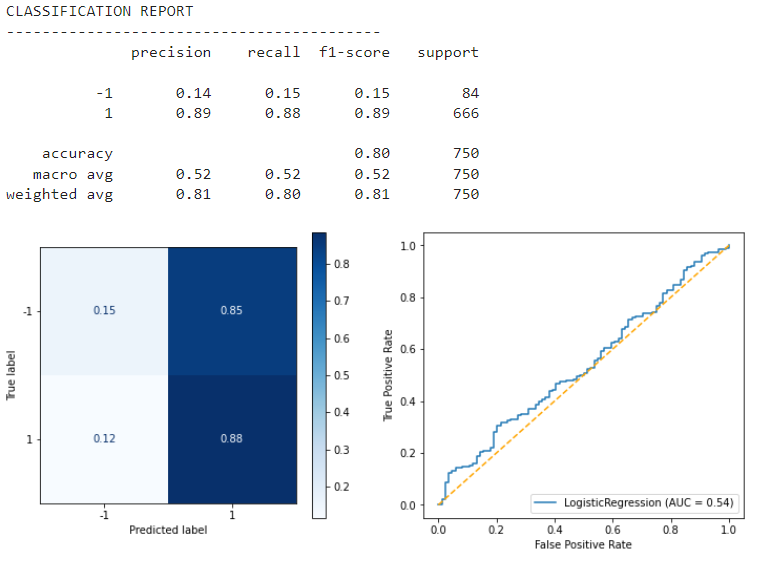 CLASSIFICATION REPORT
------------------------------------------
precision recall f1-score support
-1 0.14 0.15 0.15 84
1 0.89 0.88 0.89 666
accuracy 0.80 750
macro avg 0.52 0.52 0.52 750
weighted avg 0.81 0.80 0.81 750
True label
-1
1
0.15 0.85
0.12 0.88
-1 1
Predicted label
0.8
0.7
0.6
0.5
0.4
0.3
0.2
True Positive Rate
1.0
0.8
0.6
0.4
0.2
0.0
LogisticRegression (AUC = 0.54)
0.0 0.2 0.4 0.6 0.8 1.0
False Positive Rate